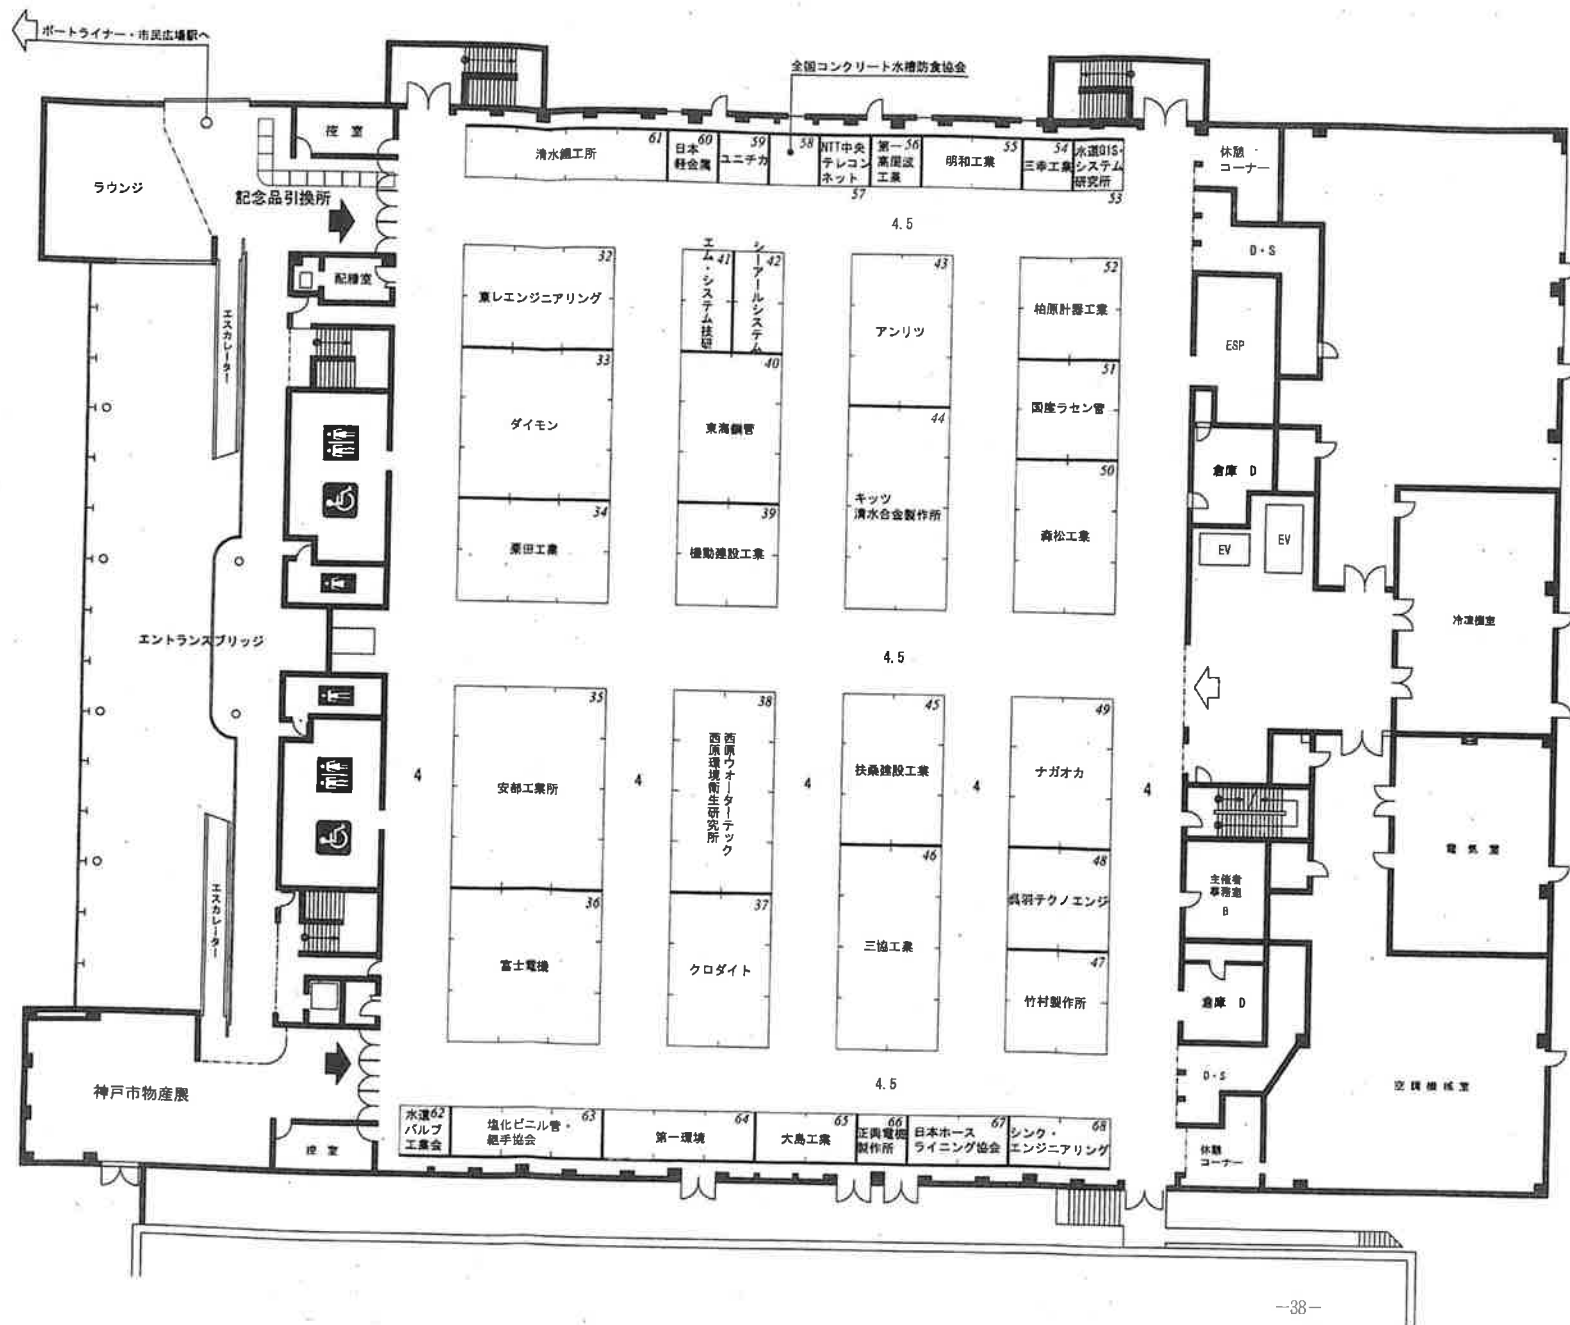 ポートライナー・市民広場駅へ
全国コンクリート水槽防食協会
控室
ラウンジ
記念品引換所
配膳室
エスカレーター
エントランスブリッジ
エスカレーター
神戸市物産展
控室
61
清水鐵工所
60
日本
軽金属
59
ユニチカ
58
NTT中央
テレコン
ネット
57
第一56
高周波
工業
55
明和工業
54
三幸工業
水道GIS・
システム
研究所
53
休憩
コーナー
4.5
D・S
ESP
倉庫 D
EV
EV
冷凍機室
32
東レエンジニアリング
33
ダイモン
34
栗田工業
41
エム・システム技研
42
シーアールシステム
40
東海鋼管
39
機動建設工業
43
アンリツ
44
キッツ
清水合金製作所
52
柏原計器工業
51
国産ラセン管
50
森松工業
4.5
35
安部工業所
36
富士電機
38
西原ウォーターテック
西原環境衛生研究所
37
クロダイト
45
扶桑建設工業
46
三協工業
49
ナガオカ
48
呉羽テクノエンジ
47
竹村製作所
4
4
4
4
4
電気室
主催者
事務室
B
倉庫 D
D・S
空調機械室
休憩
コーナー
4.5
水道62
バルブ
工業会
63
塩化ビニル管・
継手協会
64
第一環境
65
大島工業
66
正興電機
製作所
67
日本ホース
ライニング協会
68
シンク・
エンジニアリング
—38—